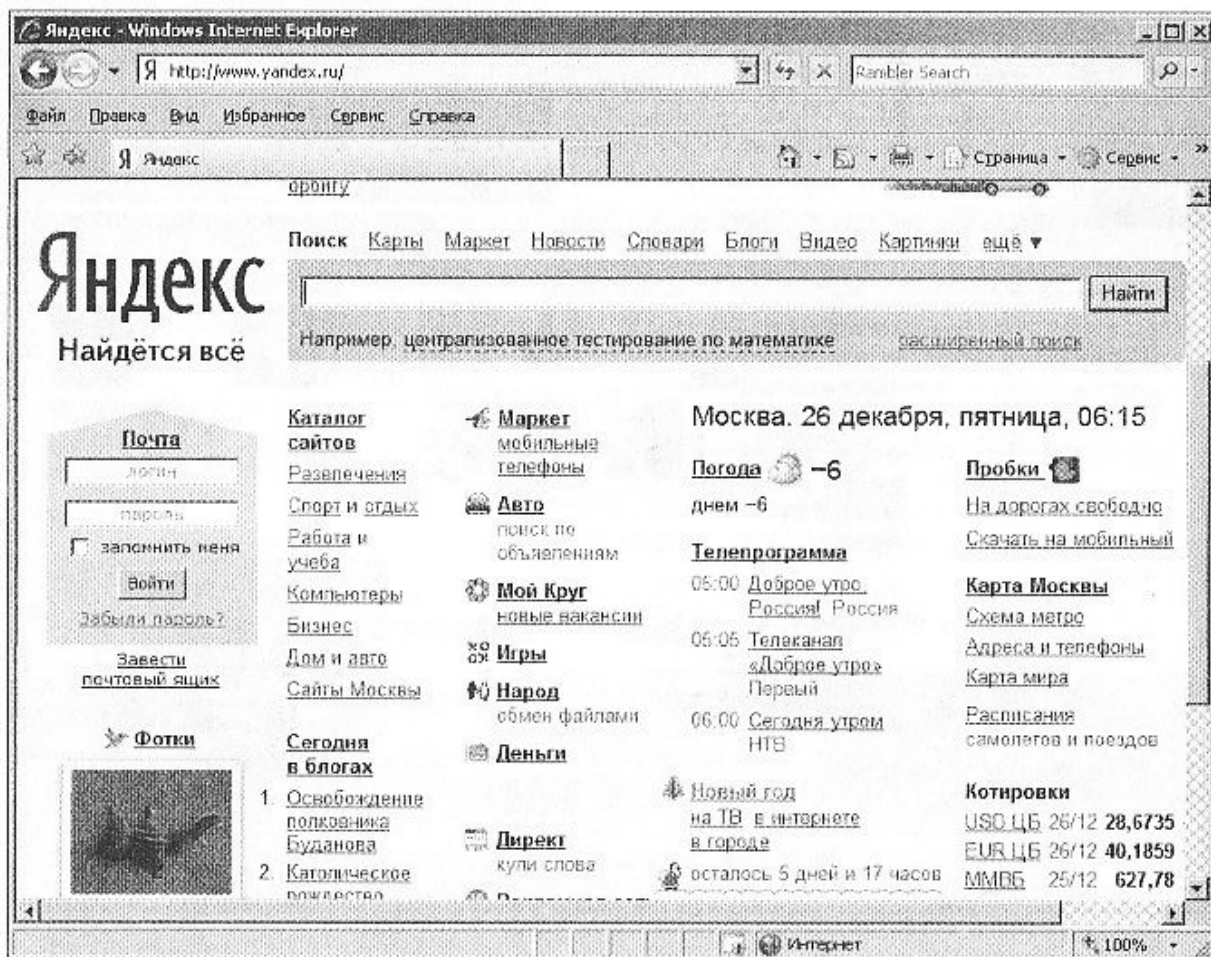 Яндекс - Windows Internet Explorer
http://www.yandex.ru/
Rambler Search
Файл Правка Вид Избранное Сервис Справка
Яндекс
Страница
Сервис
Яндекс
Найдётся всё
Поиск Карты Маркет Новости Словари Блоги Видео Картинки ещё ▼
Найти
Например, централизованное тестирование по математике
расширенный поиск
Почта
логин
пароль
запомнить меня
Войти
Забыли пароль?
Завести
почтовый ящик
Фотки
Каталог
сайтов
Развлечения
Спорт и отдых
Работа и
учеба
Компьютеры
Бизнес
Дом и авто
Сайты Москвы
Сегодня
в блогах
1. Освобождение
полковника
Буданова
2. Католическое
рождество
Маркет
мобильные
телефоны
Авто
поиск по
объявлениям
Мой Круг
новые вакансии
Игры
Народ
обмен файлами
Деньги
Директ
купи слова
Москва. 26 декабря, пятница, 06:15
Погода −6
днем −6
Телепрограмма
05:00 Доброе утро,
Россия! Россия
05:05 Телеканал
«Доброе утро»
Первый
06:00 Сегодня утром
НТВ
Новый год
на ТВ в интернете
в городе
осталось 5 дней и 17 часов
Пробки
На дорогах свободно
Скачать на мобильный
Карта Москвы
Схема метро
Адреса и телефоны
Карта мира
Расписания
самолетов и поездов
Котировки
USD ЦБ 26/12 28,6735
EUR ЦБ 26/12 40,1859
ММВБ 25/12 627,78
Интернет
100%